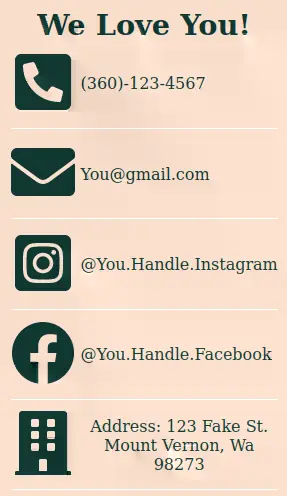 We Love You!
(360)-123-4567
You@gmail.com
@You.Handle.Instagram
@You.Handle.Facebook
Address: 123 Fake St.
Mount Vernon, Wa
98273